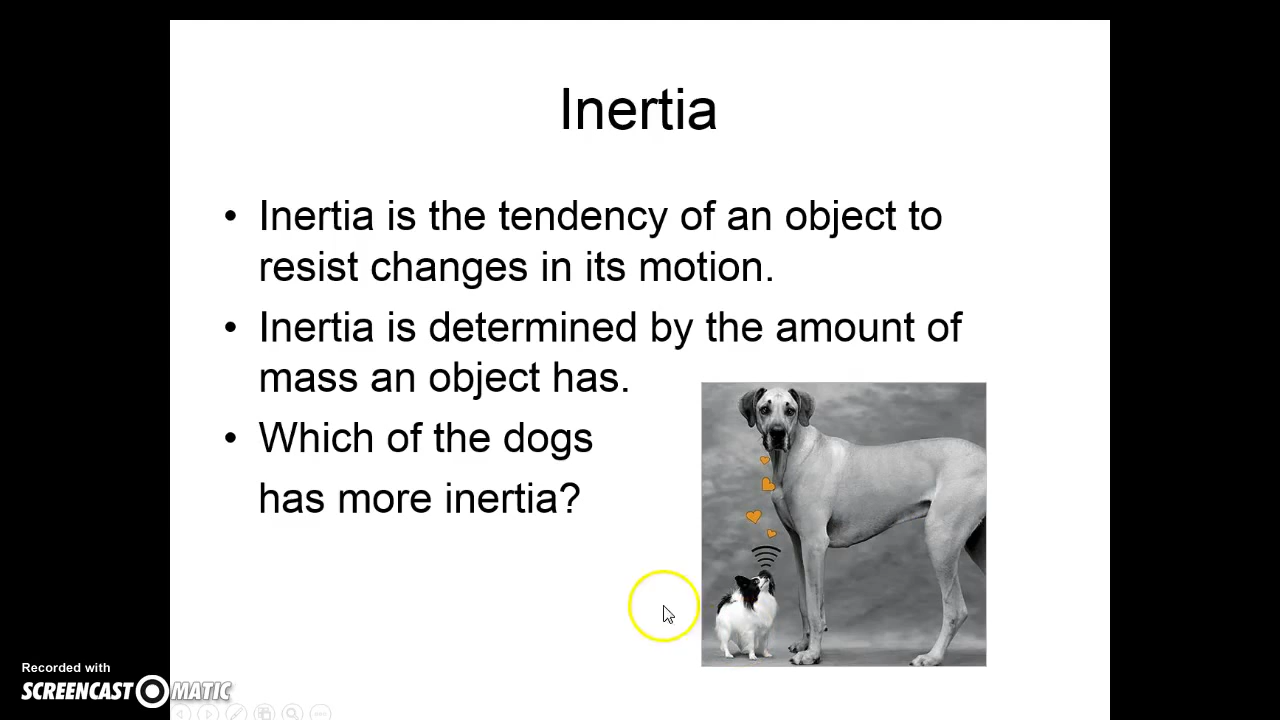 Inertia
• Inertia is the tendency of an object to
resist changes in its motion.
• Inertia is determined by the amount of
mass an object has.
• Which of the dogs
has more inertia?
Recorded with
SCREENCAST MATIC